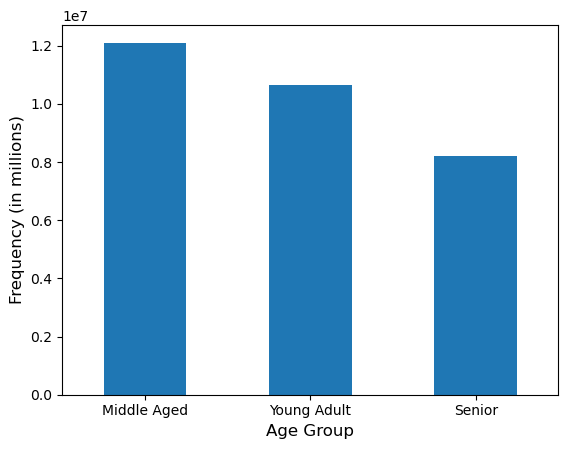 1e7
1.2
1.0
0.8
0.6
0.4
0.2
0.0
Frequency (in millions)
Middle Aged Young Adult Senior
Age Group